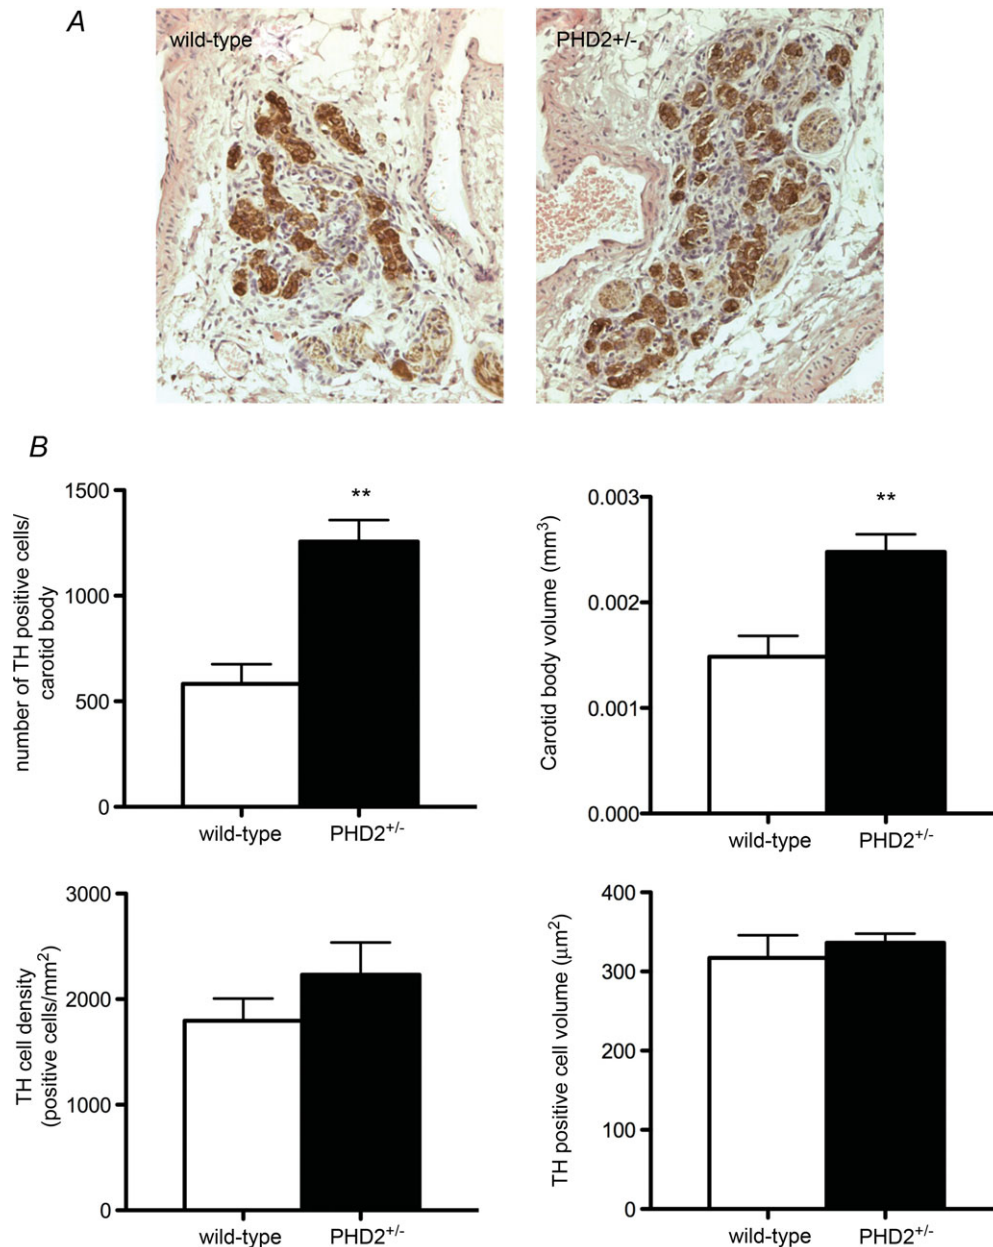 A
wild-type
PHD2+/-
B
number of TH positive cells/
carotid body
1500
1000
500
0
**
wild-type
PHD2+/-
Carotid body volume (mm3)
0.003
0.002
0.001
0.000
**
wild-type
PHD2+/-
TH cell density
(positive cells/mm2)
3000
2000
1000
0
wild-type
PHD2+/-
TH positive cell volume (μm2)
400
300
200
100
0
wild-type
PHD2+/-